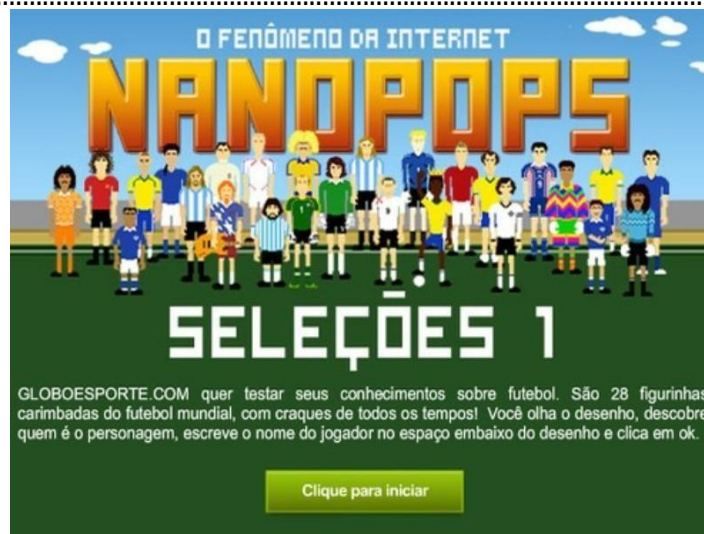 O FENÔMENO DA INTERNET
NANOPOPS
SELEÇÕES 1
GLOBOESPORTE.COM quer testar seus conhecimentos sobre futebol. São 28 figurinhas
carimbadas do futebol mundial, com craques de todos os tempos! Você olha o desenho, descobre
quem é o personagem, escreve o nome do jogador no espaço embaixo do desenho e clica em ok.
Clique para iniciar